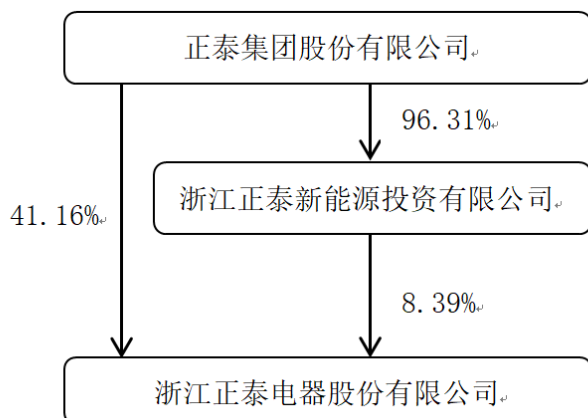 正泰集团股份有限公司
96.31%
浙江正泰新能源投资有限公司
41.16%
8.39%
浙江正泰电器股份有限公司